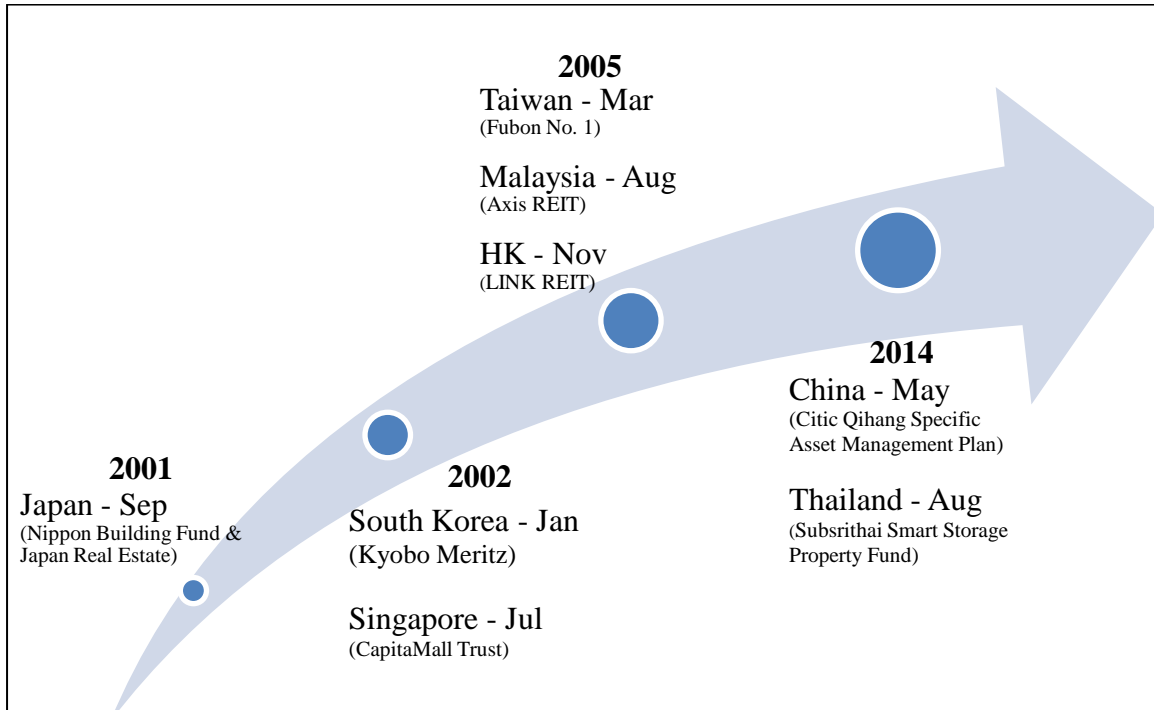 2001
Japan - Sep
(Nippon Building Fund &
Japan Real Estate)
2002
South Korea - Jan
(Kyobo Meritz)
Singapore - Jul
(CapitaMall Trust)
2005
Taiwan - Mar
(Fubon No. 1)
Malaysia - Aug
(Axis REIT)
HK - Nov
(LINK REIT)
2014
China - May
(Citic Qihang Specific
Asset Management Plan)
Thailand - Aug
(Subsrithai Smart Storage
Property Fund)